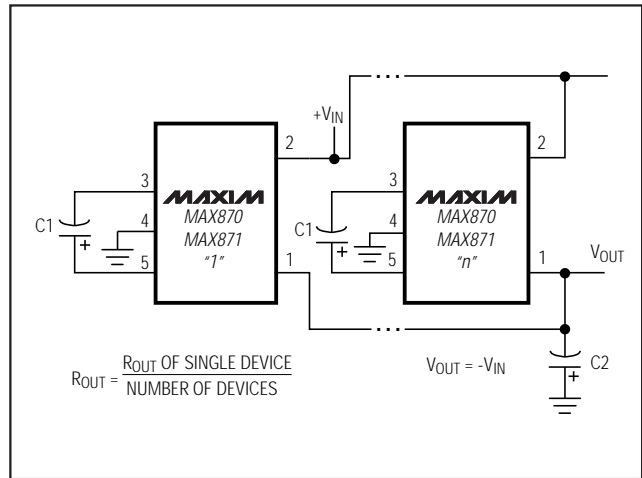 +VIN
2
2
3
MAXIM
MAX870
MAX871
"1"
4
C1
+
5
1
3
MAXIM
MAX870
MAX871
"n"
4
C1
+
5
1
VOUT
C2
+
ROUT = ROUT OF SINGLE DEVICE
NUMBER OF DEVICES
VOUT = -VIN